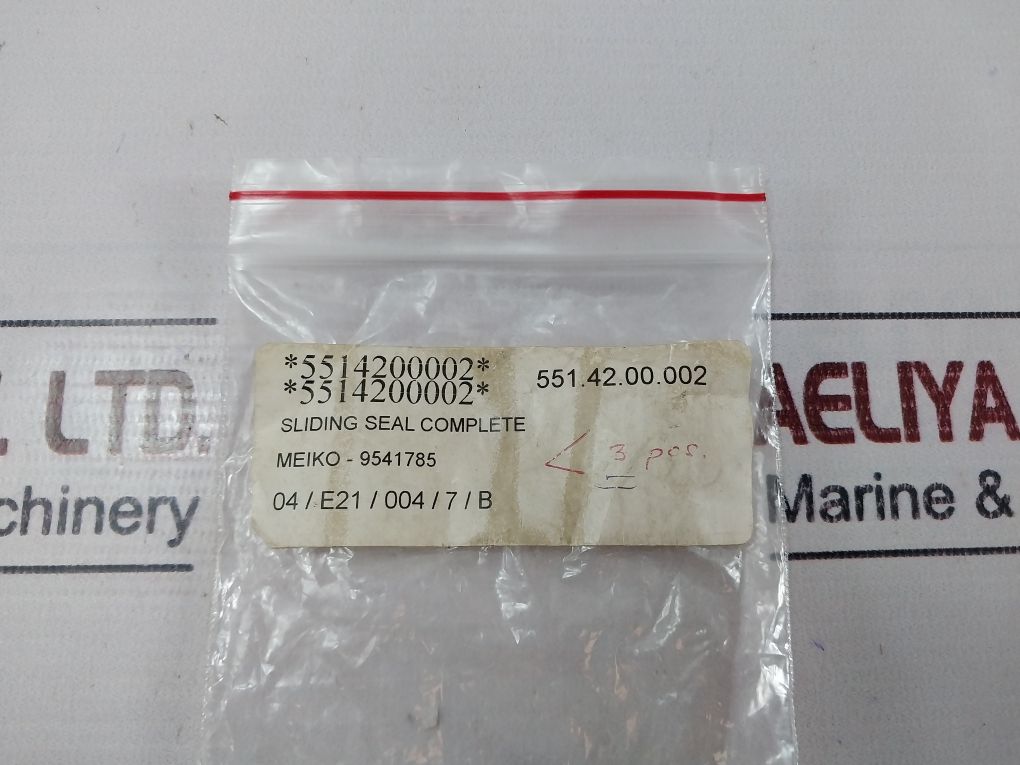 *5514200002*
*5514200002*
551.42.00.002
SLIDING SEAL COMPLETE
MEIKO - 9541785
< 3 pcs.
04 / E21 / 004 / 7 / B
LTD.
chinery
AELIYA
Marine &